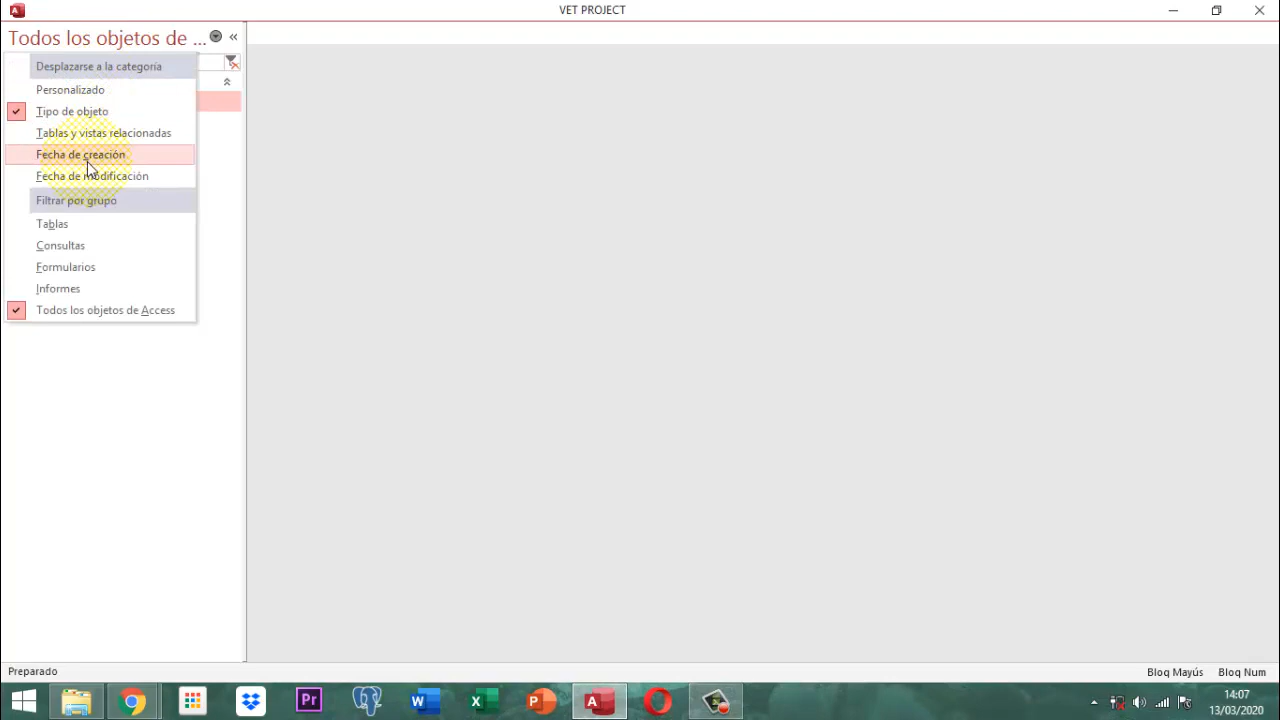 VET PROJECT
Todos los objetos de ...
Desplazarse a la categoría
Personalizado
Tipo de objeto
Tablas y vistas relacionadas
Fecha de creación
Fecha de modificación
Filtrar por grupo
Tablas
Consultas
Formularios
Informes
Todos los objetos de Access
Preparado
Bloq Mayús
Bloq Num
Pr
14:07
13/03/2020